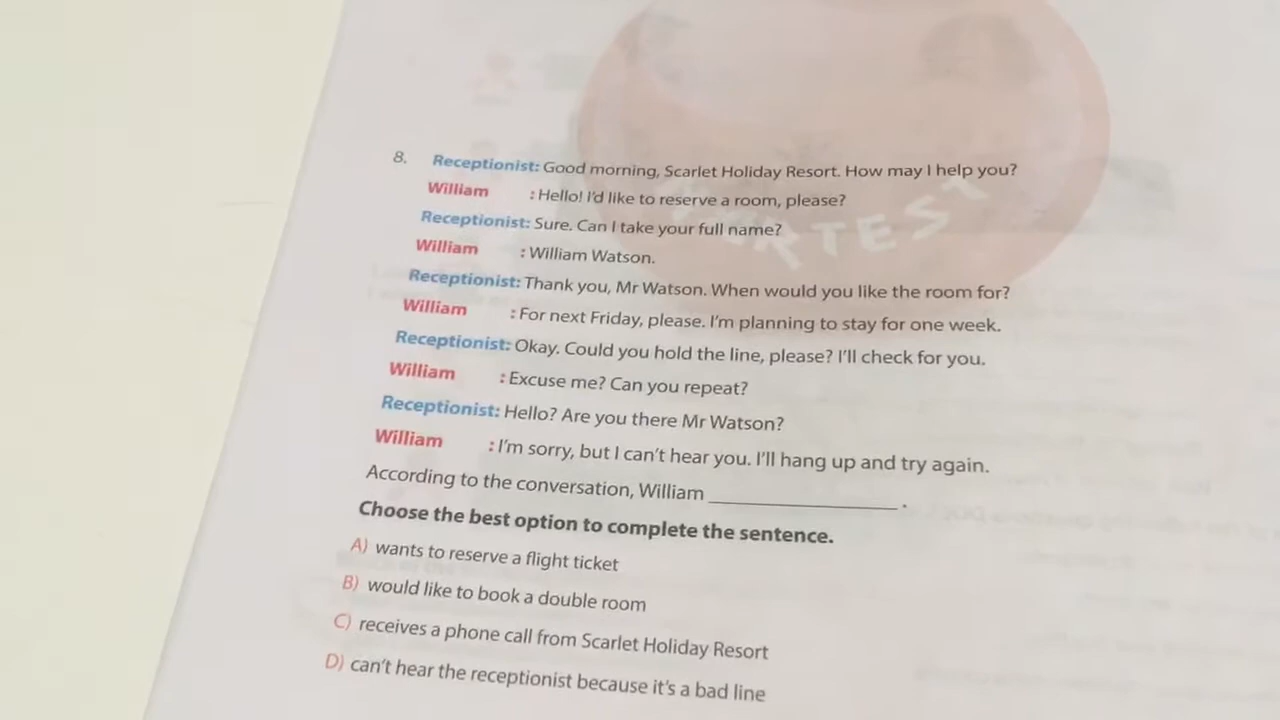 8. Receptionist: Good morning, Scarlet Holiday Resort. How may I help you?
William : Hello! I'd like to reserve a room, please?
Receptionist: Sure. Can I take your full name?
William : William Watson.
Receptionist: Thank you, Mr Watson. When would you like the room for?
William : For next Friday, please. I'm planning to stay for one week.
Receptionist: Okay. Could you hold the line, please? I'll check for you.
William : Excuse me? Can you repeat?
Receptionist: Hello? Are you there Mr Watson?
William : I'm sorry, but I can't hear you. I'll hang up and try again.
According to the conversation, William ____________________ .
Choose the best option to complete the sentence.
A) wants to reserve a flight ticket
B) would like to book a double room
C) receives a phone call from Scarlet Holiday Resort
D) can't hear the receptionist because it's a bad line